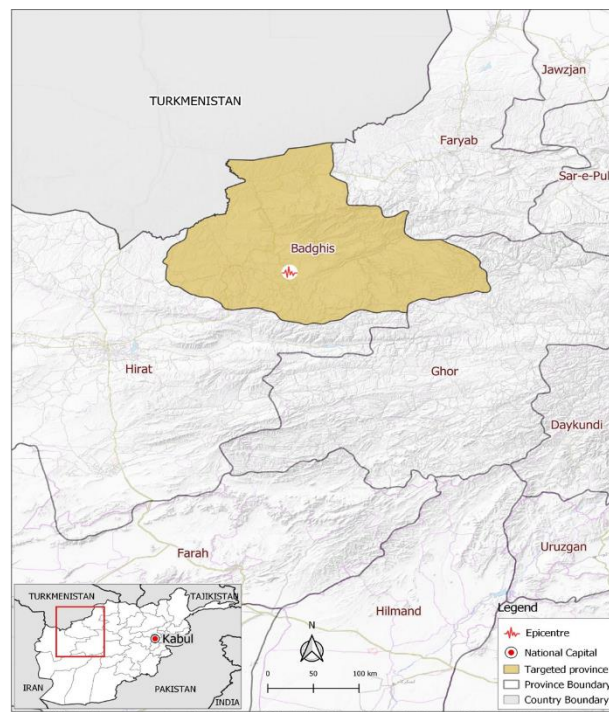 Jawzjan
TURKMENISTAN
Faryab
Sar-e-Pul
Badghis
Hirat
Ghor
Daykundi
Farah
Uruzgan
Hilmand
TURKMENISTAN
TAJIKISTAN
Kabul
IRAN
PAKISTAN
INDIA
N
0 50 100 km
Legend
Epicentre
National Capital
Targeted province
Province Boundary
Country Boundary